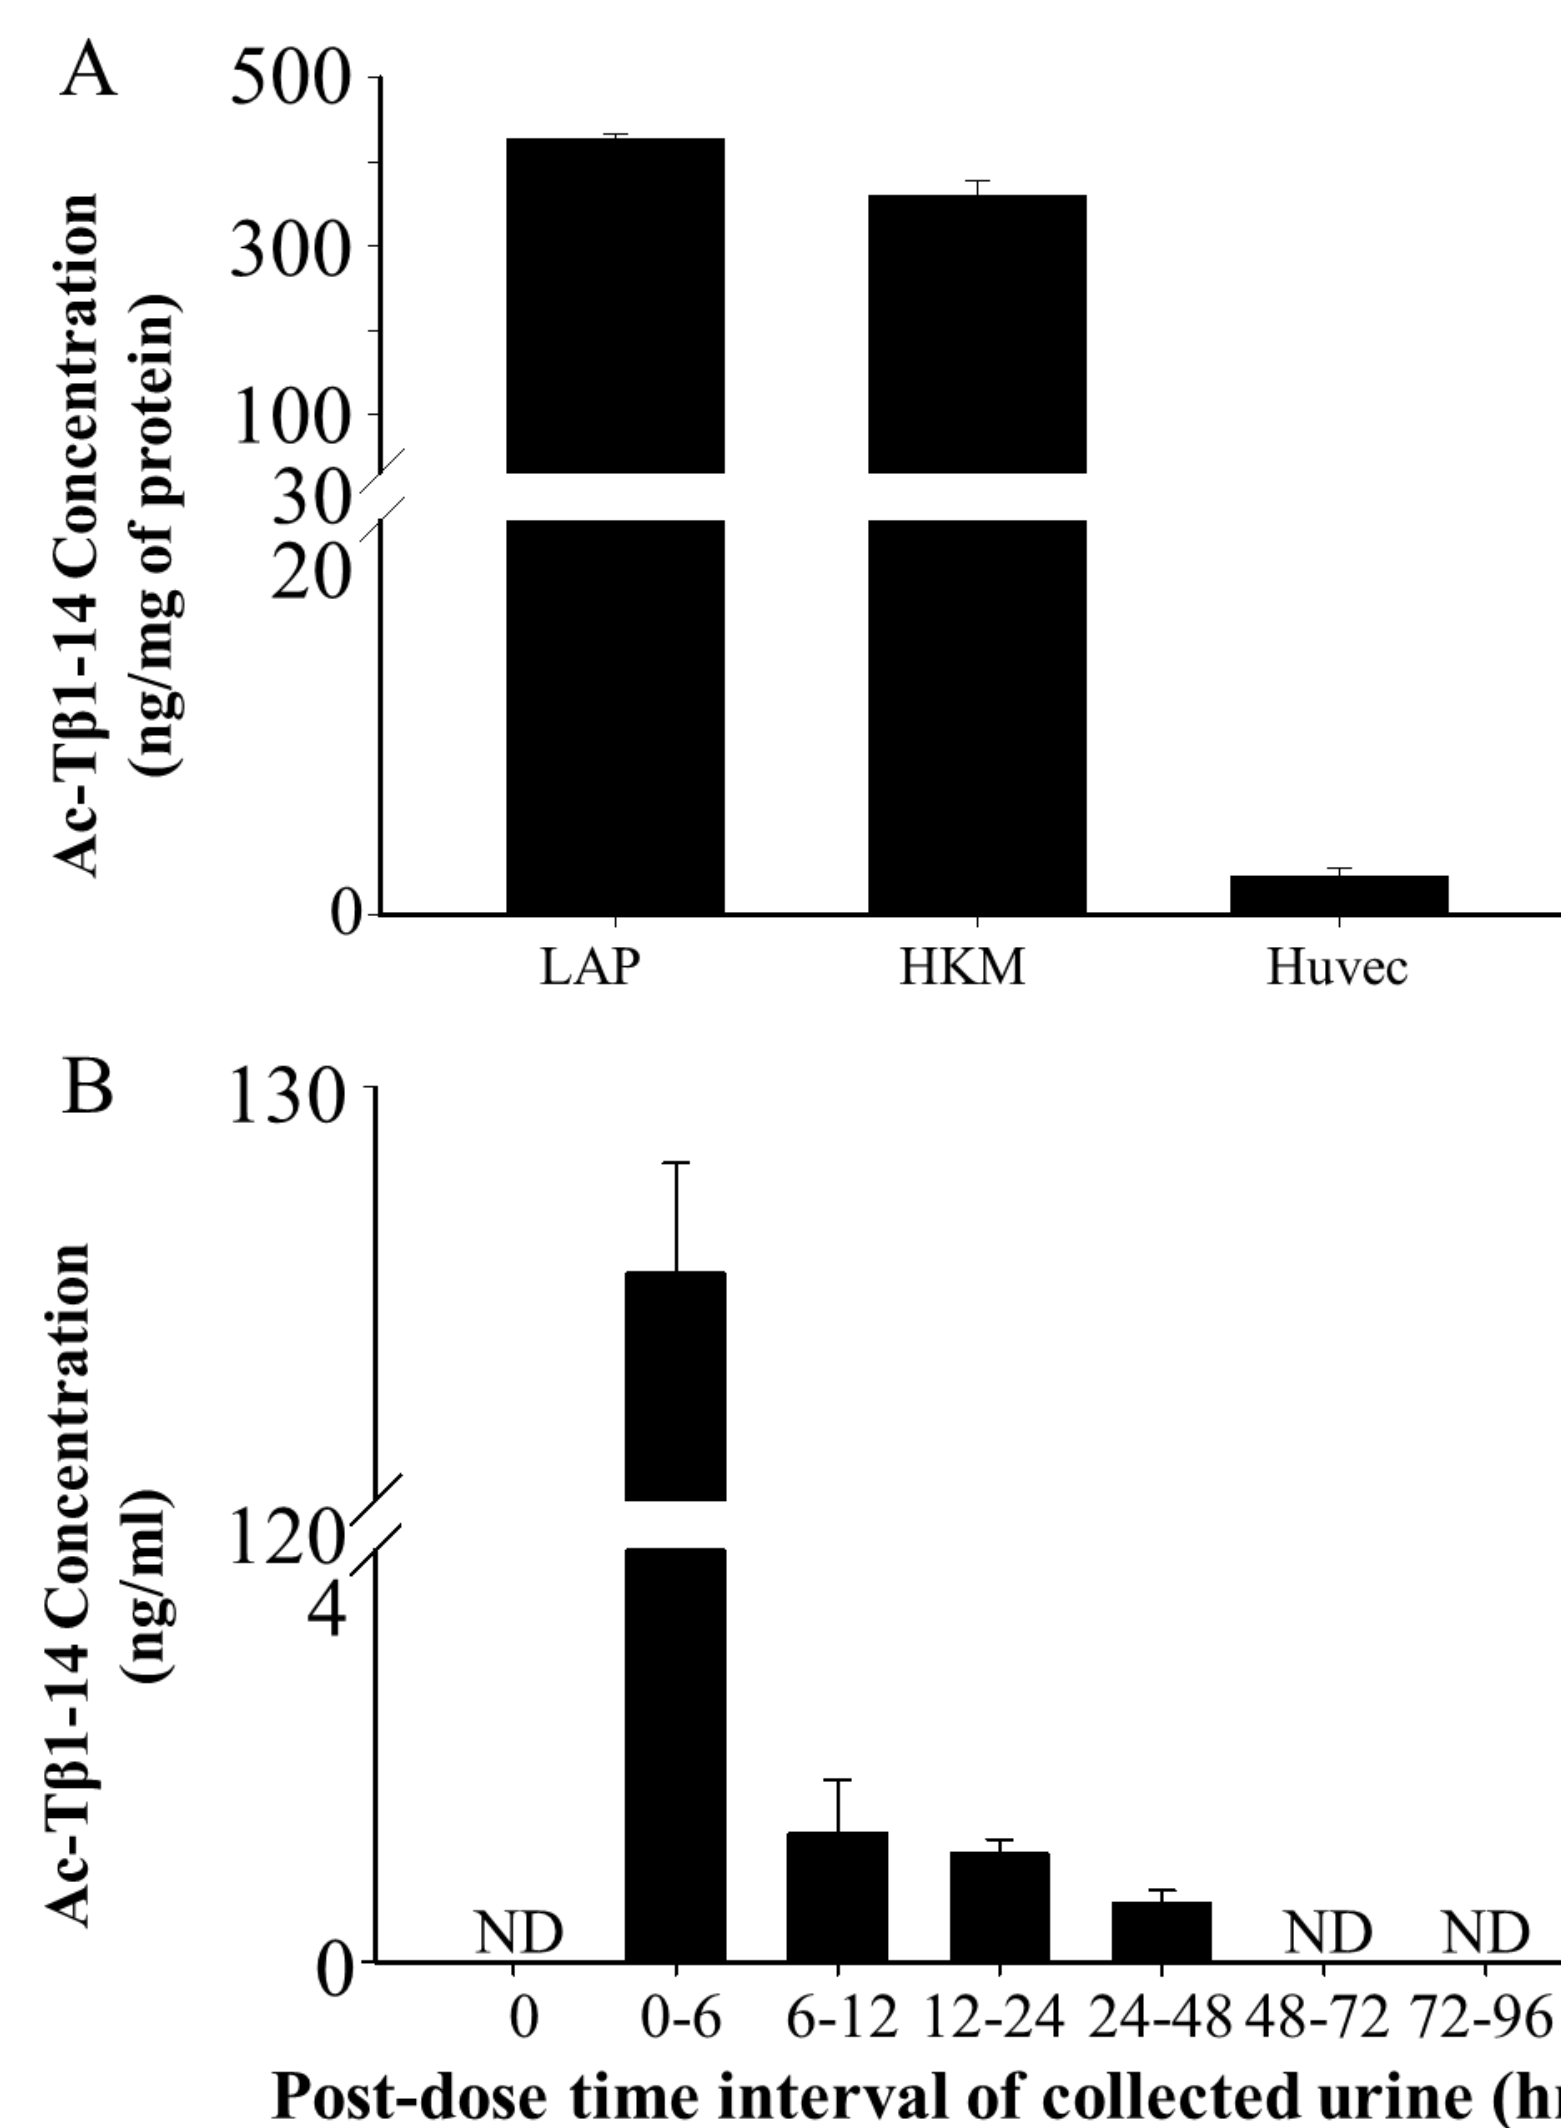 A
500
300
100
30
20
0
Ac-Tβ1-14 Concentration
(ng/mg of protein)
LAP HKM Huvec
B
130
120
4
0
Ac-Tβ1-14 Concentration
(ng/ml)
ND ND ND
0 0-6 6-12 12-24 24-48 48-72 72-96
Post-dose time interval of collected urine